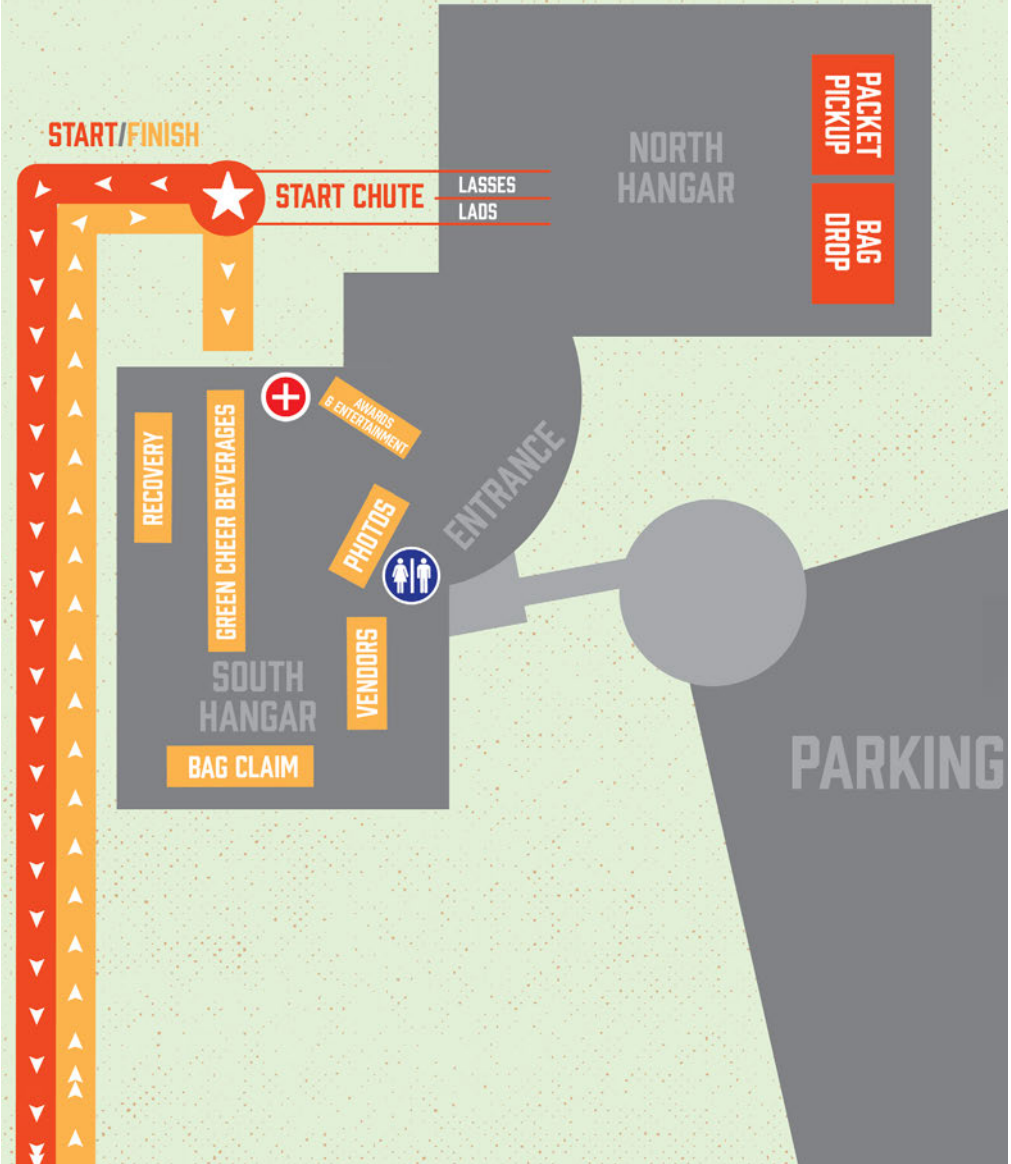 START/FINISH
START CHUTE
LASSES
LADS
NORTH
HANGAR
PACKET
PICKUP
BAG
DROP
AWARDS
& ENTERTAINMENT
RECOVERY
GREEN CHEER BEVERAGES
ENTRANCE
PHOTOS
VENDORS
SOUTH
HANGAR
BAG CLAIM
PARKING